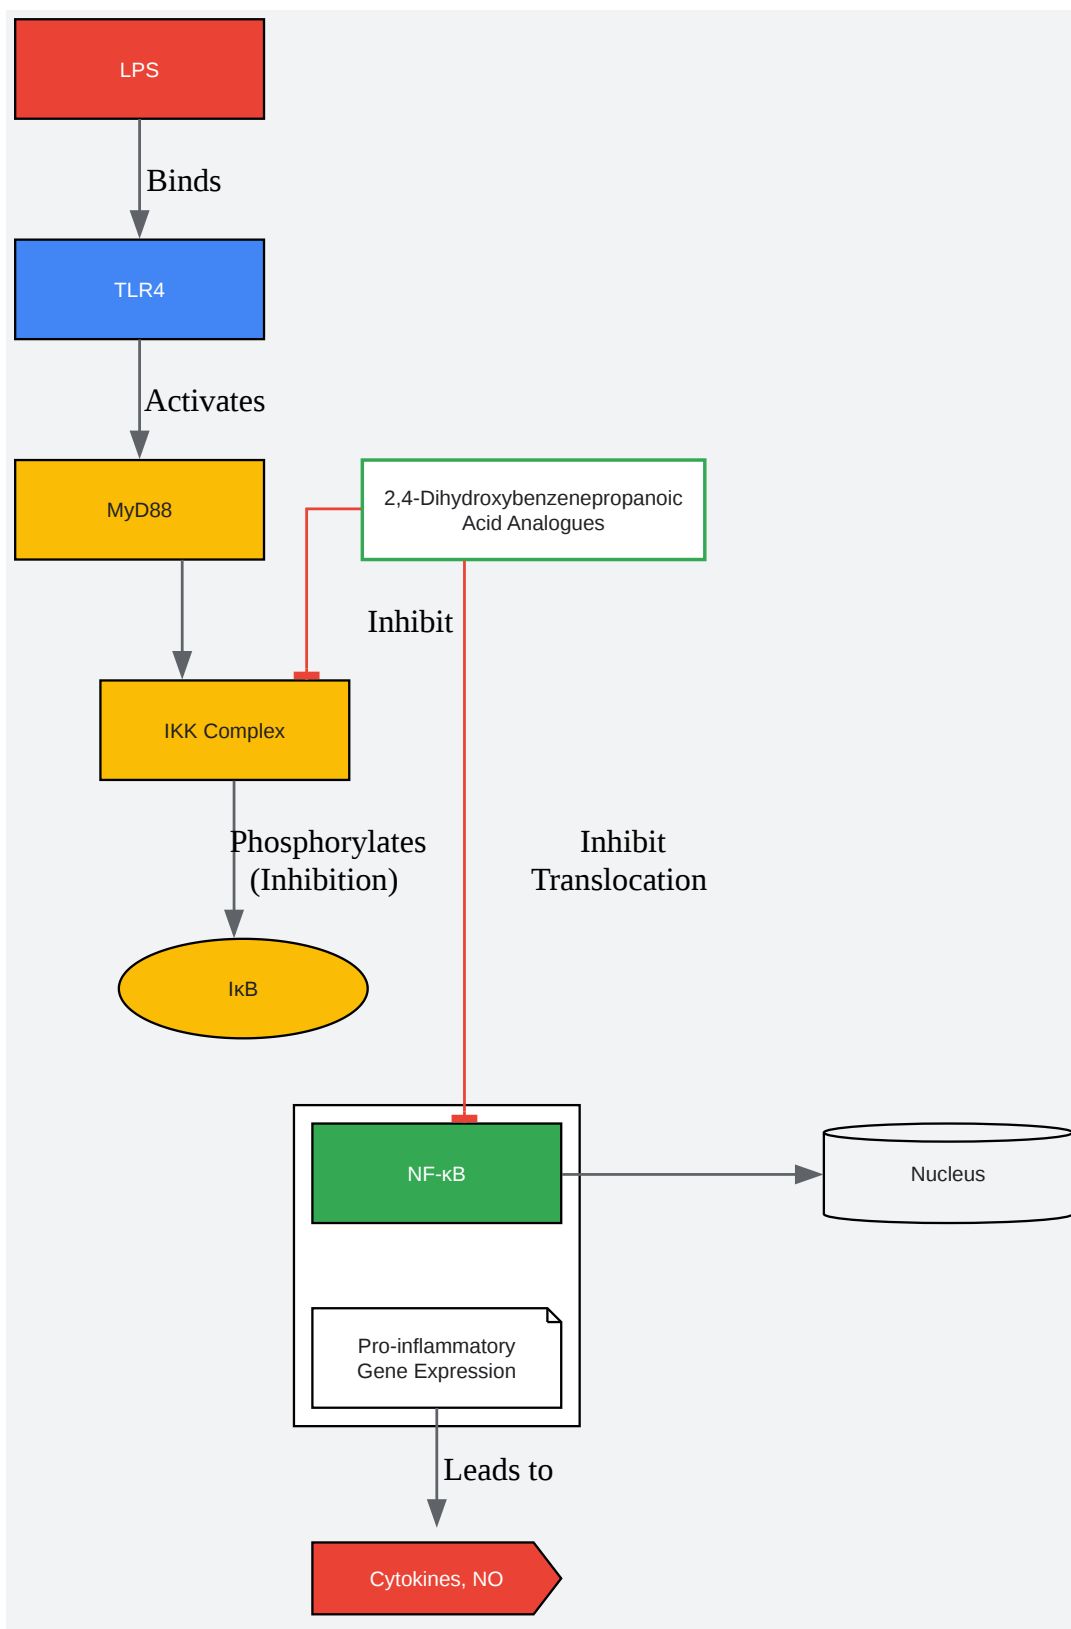 LPS
Binds
TLR4
Activates
MyD88
2,4-Dihydroxybenzenepropanoic
Acid Analogues
Inhibit
IKK Complex
Phosphorylates
(Inhibition)
Inhibit
Translocation
IκB
NF-κB
Nucleus
Pro-inflammatory
Gene Expression
Leads to
Cytokines, NO